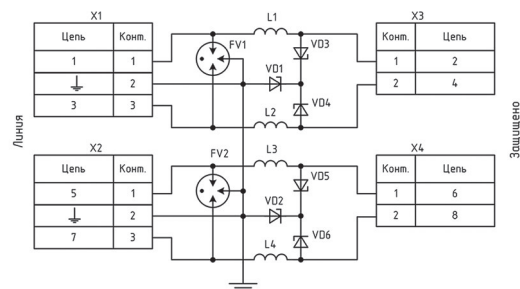 X1
Цепь Конт.
1 1
2
3 3
Линия
X2
Цепь Конт.
5 1
2
7 3
FV1
L1
VD3
VD1
VD4
L2
FV2
L3
VD5
VD2
VD6
L4
X3
Конт. Цепь
1 2
2 4
X4
Конт. Цепь
1 6
2 8
Защищено